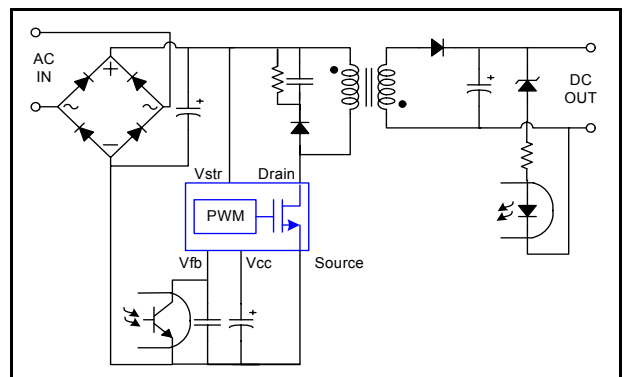 AC
IN
DC
OUT
Vstr
Drain
PWM
Vfb
Vcc
Source